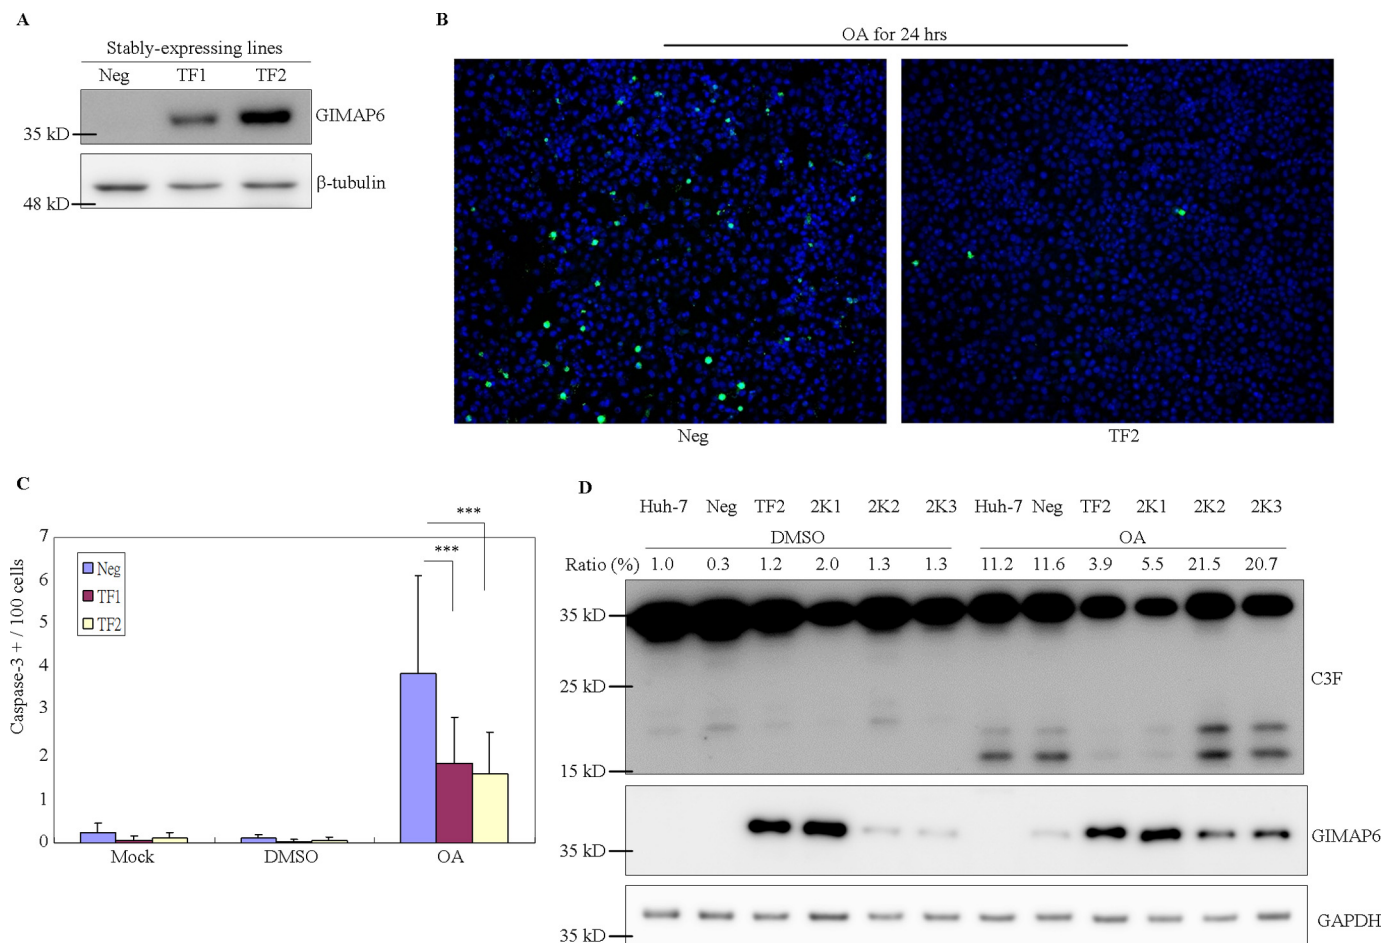 A
Stably-expressing lines
Neg TF1 TF2
GIMAP6
35 kD
β-tubulin
48 kD
B
OA for 24 hrs
Neg TF2
C
Caspase-3 + / 100 cells
7
6
5
4
3
2
1
0
Neg
TF1
TF2
***
***
Mock DMSO OA
D
Huh-7 Neg TF2 2K1 2K2 2K3 Huh-7 Neg TF2 2K1 2K2 2K3
DMSO OA
Ratio (%) 1.0 0.3 1.2 2.0 1.3 1.3 11.2 11.6 3.9 5.5 21.5 20.7
35 kD
25 kD
C3F
15 kD
GIMAP6
35 kD
GAPDH
35 kD